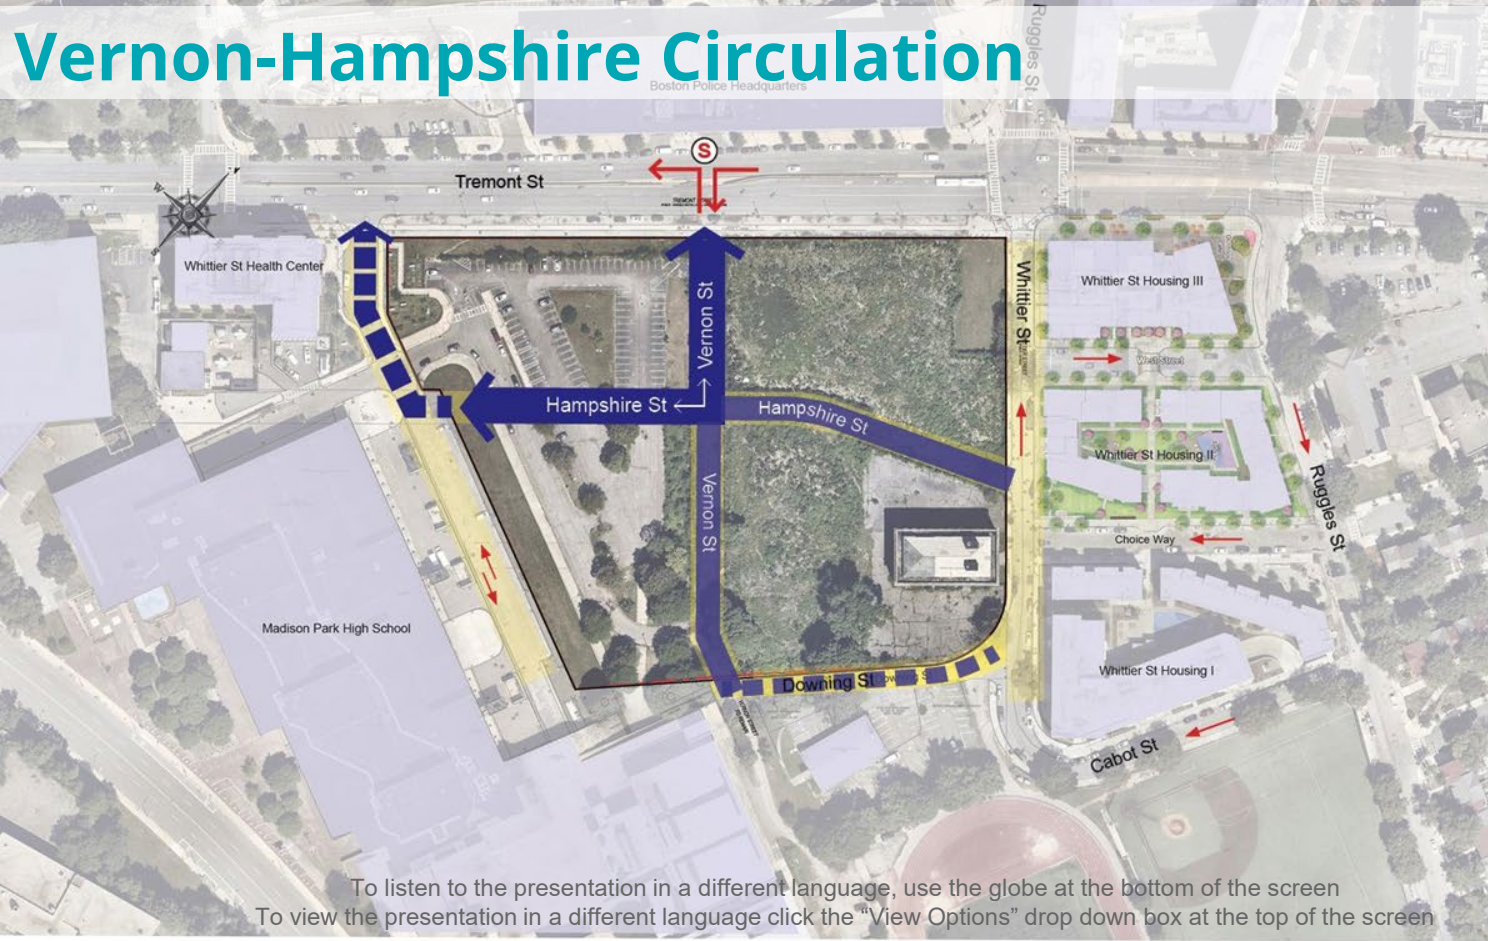 Vernon-Hampshire Circulation
Ruggles St
Boston Police Headquarters
S
Tremont St
W
Whittier St Health Center
Vernon St
Whittier St
Whittier St Housing III
West Street
Hampshire St
Hampshire St
Whittier St Housing II
Ruggles St
Vernon St
Choice Way
Madison Park High School
Downing St
Whittier St Housing I
Cabot St
To listen to the presentation in a different language, use the globe at the bottom of the screen
To view the presentation in a different language click the “View Options” drop down box at the top of the screen